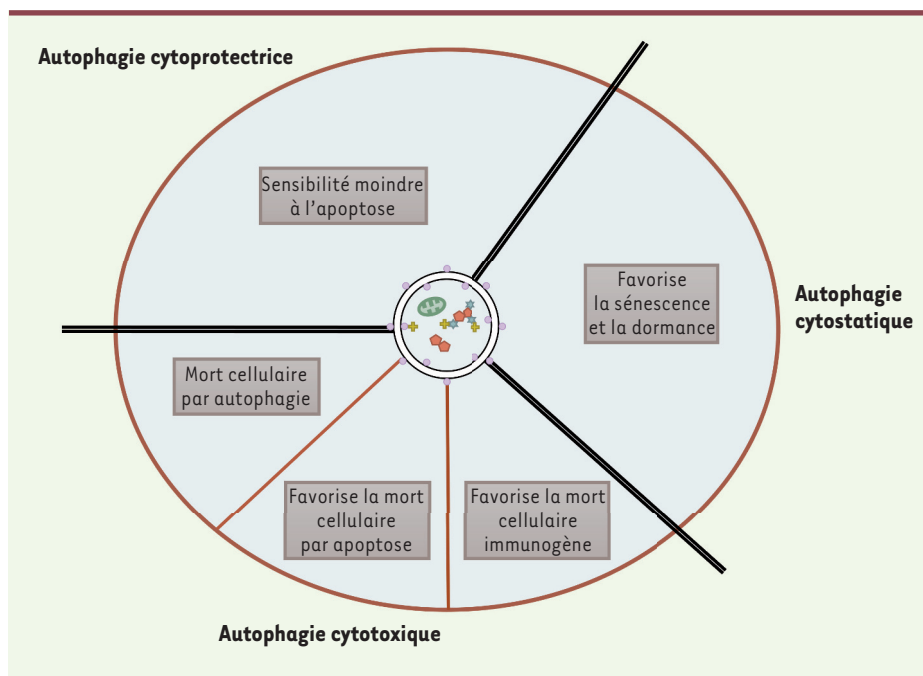 Autophagie cytoprotectrice
Sensibilité moindre
à l’apoptose
Favorise
la sénescence
et la dormance
Autophagie
cytostatique
Mort cellulaire
par autophagie
Favorise la mort
cellulaire
par apoptose
Favorise la mort
cellulaire
immunogène
Autophagie cytotoxique